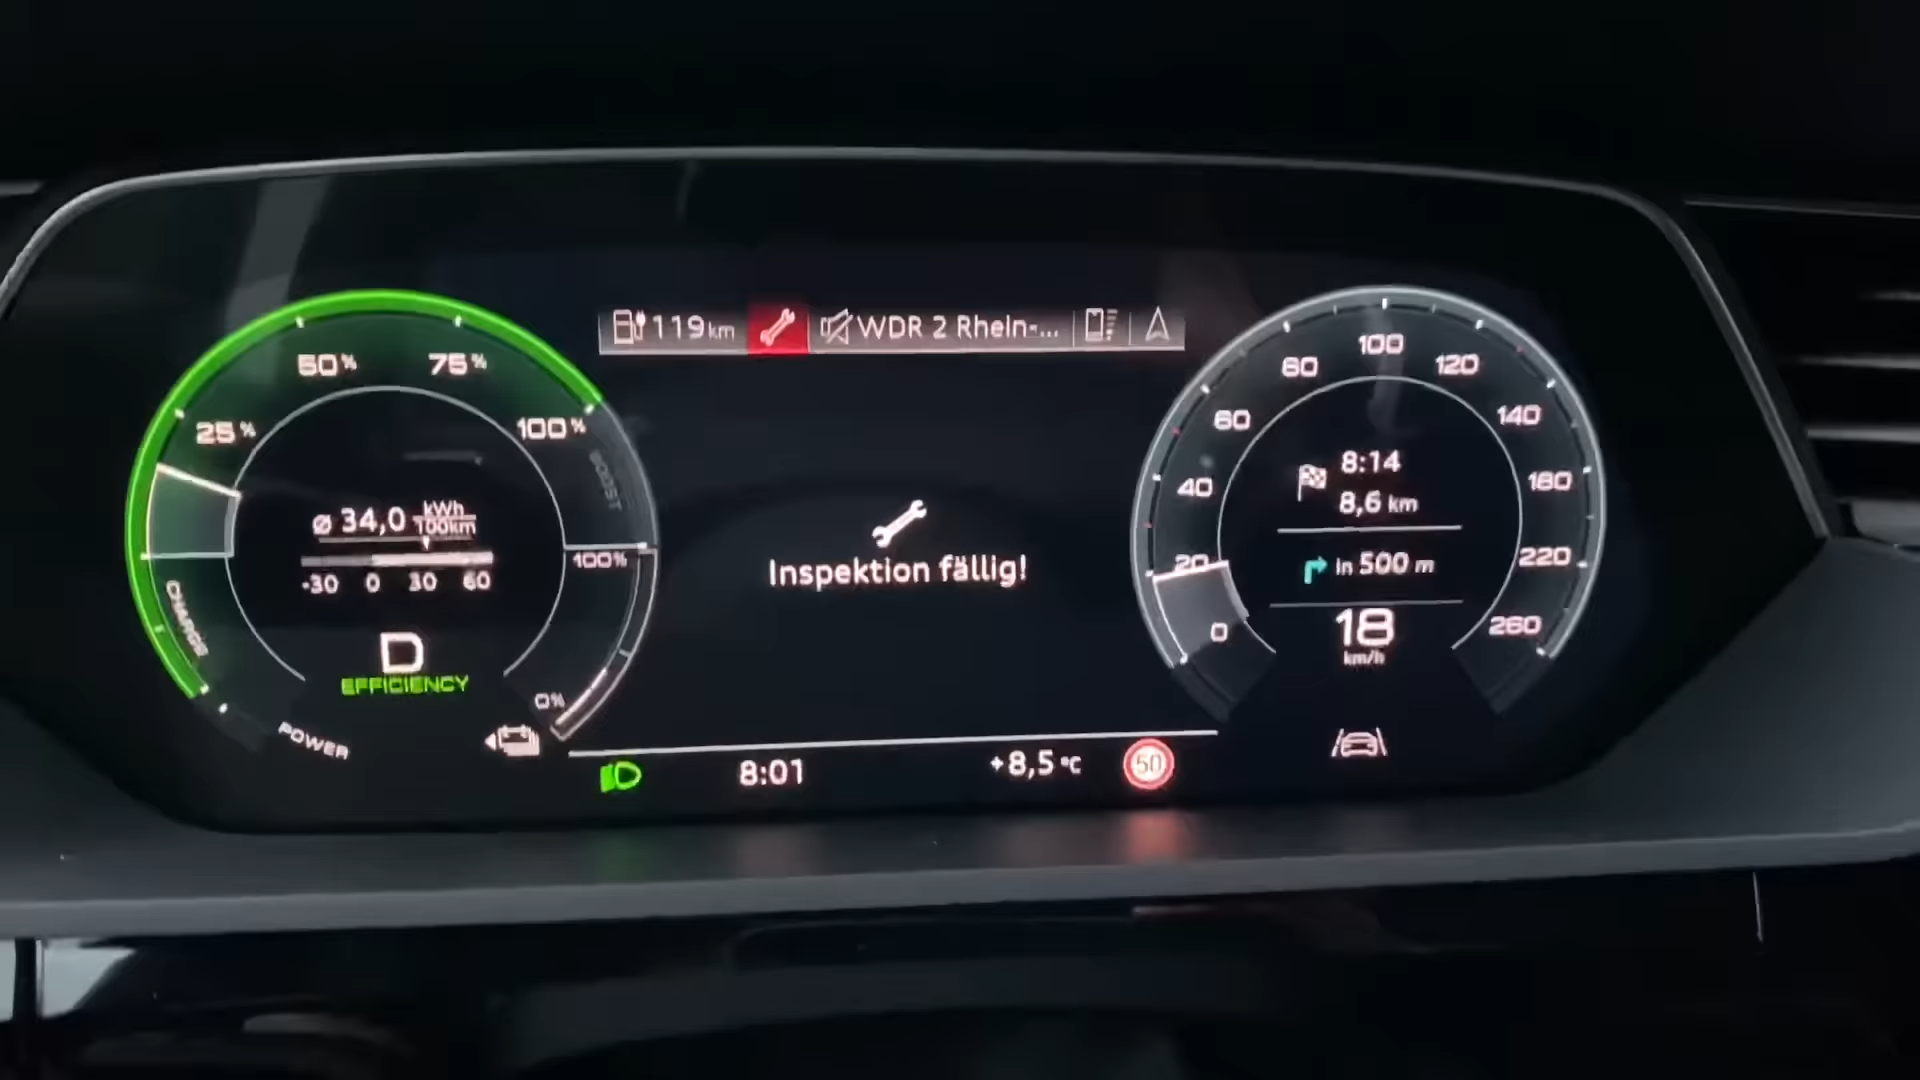 119 km
WDR 2 Rhein-...
50%
75%
25%
100%
BOOST
ø 34,0 kWh
100km
-30 0 30 60
100%
CHARGE
D
EFFICIENCY
0%
POWER
Inspektion fällig!
100
80
120
60
140
40
180
20
220
0
260
8:14
8,6 km
in 500 m
18
km/h
8:01
+8,5 °C
50